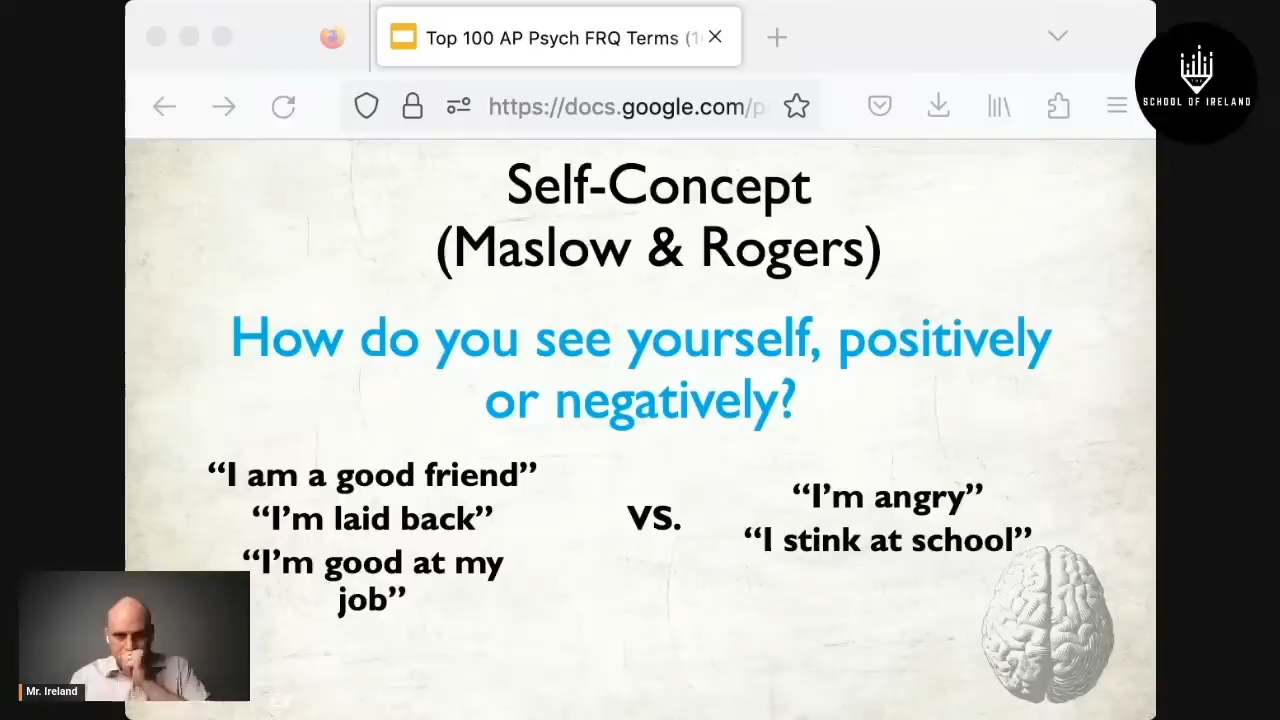 Top 100 AP Psych FRQ Terms (1
https://docs.google.com/p
THE
SCHOOL OF IRELAND
Self-Concept
(Maslow & Rogers)
How do you see yourself, positively
or negatively?
“I am a good friend”
“I’m laid back”
“I’m good at my
job”
VS.
“I’m angry”
“I stink at school”
Mr. Ireland